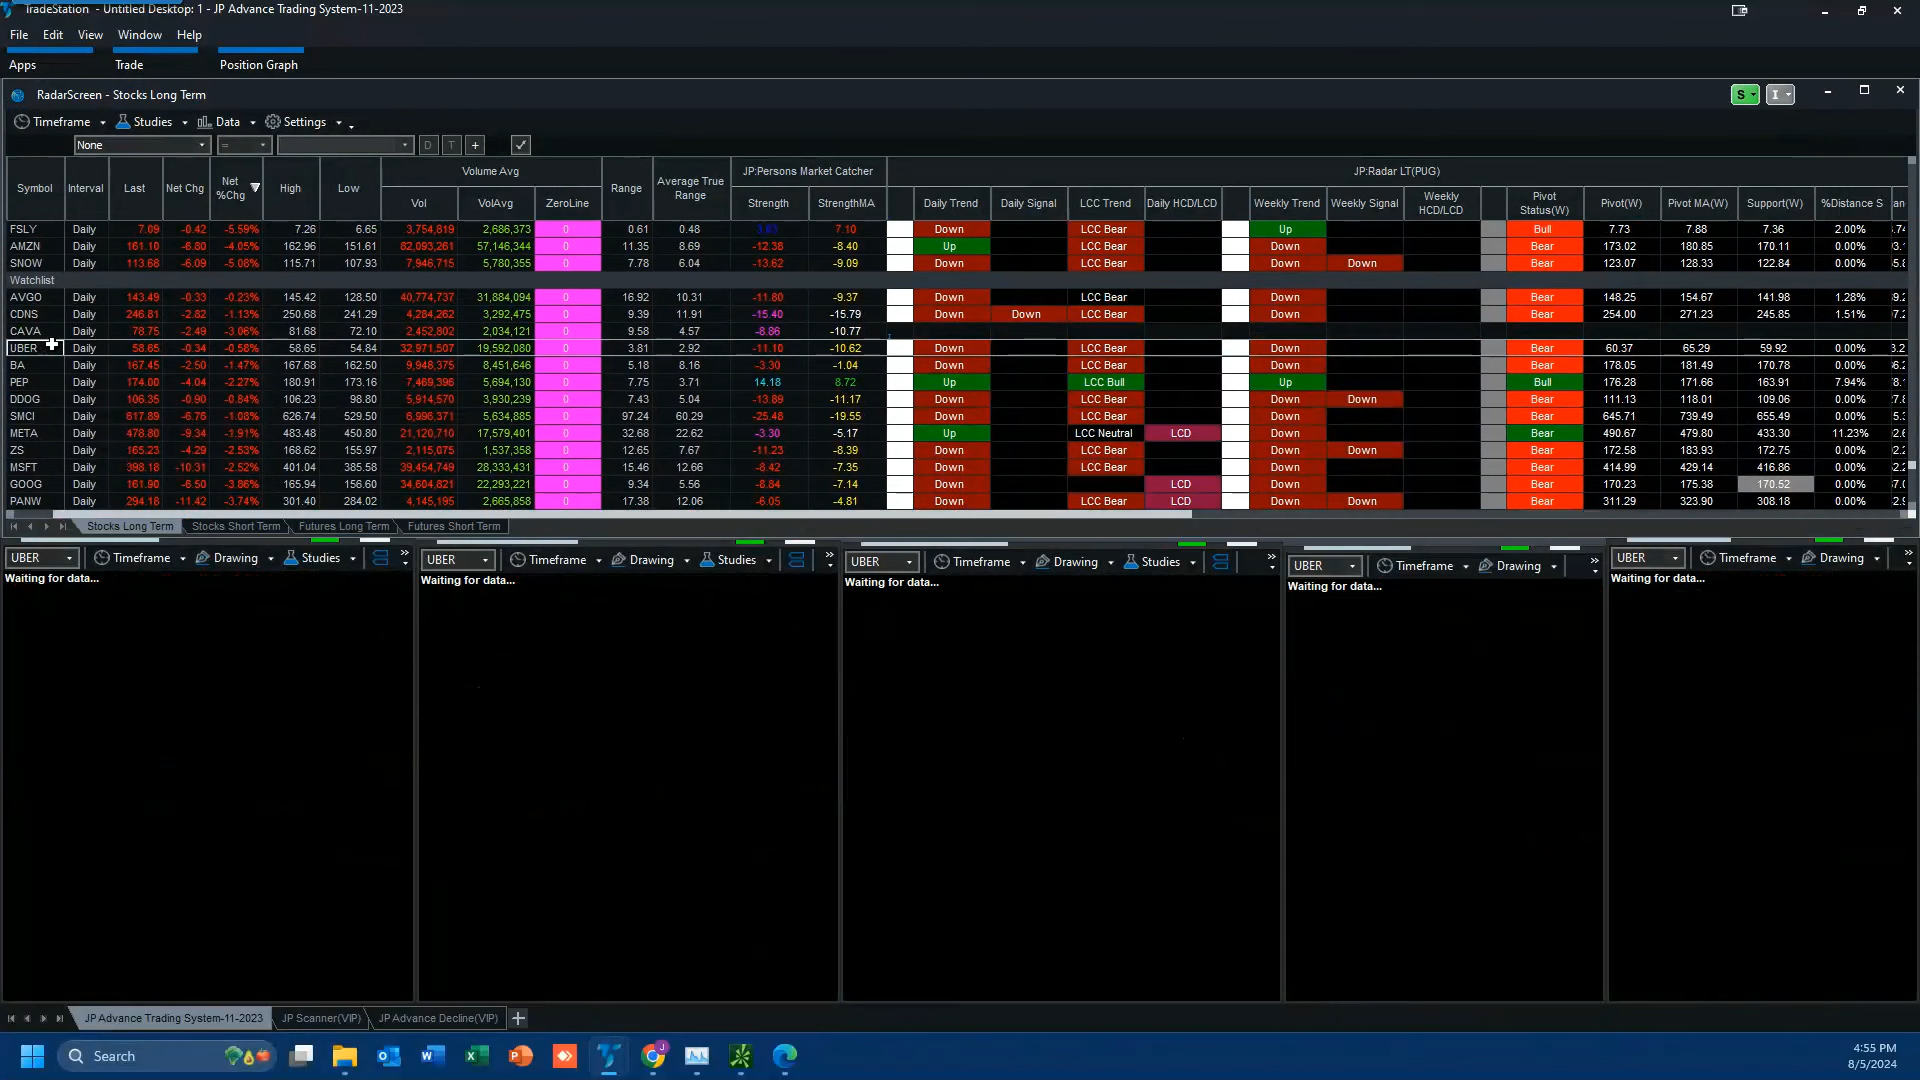 TradeStation - Untitled Desktop: 1 - JP Advance Trading System-11-2023
File Edit View Window Help
Apps Trade Position Graph
RadarScreen - Stocks Long Term
S I
Timeframe Studies Data Settings
None = D T +
Volume Avg JP:Persons Market Catcher JP:Radar LT(PUG)
Symbol Interval Last Net Chg Net %Chg High Low Vol VolAvg ZeroLine Range Average True Range Strength StrengthMA Daily Trend Daily Signal LCC Trend Daily HCD/LCD Weekly Trend Weekly Signal Weekly HCD/LCD Pivot Status(W) Pivot(W) Pivot MA(W) Support(W) %Distance S
FSLY Daily 7.09 -0.42 -5.59% 7.26 6.65 3,754,819 2,686,373 0 0.61 0.48 7.10 Down LCC Bear Up Bull 7.73 7.88 7.36 2.00%
AMZN Daily 161.10 -6.80 -4.05% 162.96 151.61 82,093,261 57,146,344 0 11.35 8.69 -12.38 -8.40 Up LCC Bear Down Bear 173.02 180.85 170.11 0.00%
SNOW Daily 113.68 -6.09 -5.08% 115.71 107.93 7,946,715 5,780,355 0 7.78 6.04 -13.62 -9.09 Down LCC Bear Down Down Bear 123.07 128.33 122.84 0.00%
Watchlist
AVGO Daily 143.49 -0.33 -0.23% 145.42 128.50 40,774,737 31,884,094 0 16.92 10.31 -11.80 -9.37 Down LCC Bear Down Bear 148.25 154.67 141.98 1.28%
CDNS Daily 246.81 -2.82 -1.13% 250.68 241.29 4,284,262 3,292,475 0 9.39 11.91 -15.40 -15.79 Down Down LCC Bear Down Bear 254.00 271.23 245.85 1.51%
CAVA Daily 78.75 -2.49 -3.06% 81.68 72.10 2,452,802 2,034,121 0 9.58 4.57 -8.86 -10.77
UBER Daily 58.65 -0.34 -0.58% 58.65 54.84 32,971,507 19,592,080 0 3.81 2.92 -11.10 -10.62 Down LCC Bear Down Bear 60.37 65.29 59.92 0.00%
BA Daily 167.45 -2.50 -1.47% 167.68 162.50 9,948,375 8,451,646 0 5.18 8.16 -3.30 -1.04 Down LCC Bear Down Bear 178.05 181.49 170.78 0.00%
PEP Daily 174.00 -4.04 -2.27% 180.91 173.16 7,469,396 5,694,130 0 7.75 3.71 14.18 8.72 Up LCC Bull Up Bull 176.28 171.66 163.91 7.94%
DDOG Daily 106.35 -0.90 -0.84% 106.23 98.80 5,914,570 3,930,239 0 7.43 5.04 -13.89 -11.17 Down LCC Bear Down Down Bear 111.13 118.01 109.06 0.00%
SMCI Daily 617.89 -6.76 -1.08% 626.74 529.50 6,996,371 5,634,885 0 97.24 60.29 -25.48 -19.55 Down LCC Bear Down Bear 645.71 739.49 655.49 0.00%
META Daily 478.80 -9.34 -1.91% 483.48 450.80 21,120,710 17,579,401 0 32.68 22.62 -3.30 -5.17 Up LCC Neutral LCD Down Bear 490.67 479.80 433.30 11.23%
ZS Daily 165.23 -4.29 -2.53% 168.62 155.97 2,115,075 1,537,358 0 12.65 7.67 -11.23 -8.39 Down LCC Bear Down Down Bear 172.58 183.93 172.75 0.00%
MSFT Daily 398.18 -10.31 -2.52% 401.04 385.58 39,454,749 28,333,431 0 15.46 12.66 -8.42 -7.35 Down LCC Bear Down Bear 414.99 429.14 416.86 0.00%
GOOG Daily 161.90 -6.50 -3.86% 165.94 156.60 34,604,821 22,293,221 0 9.34 5.56 -8.84 -7.14 Down LCD Down Bear 170.23 175.38 170.52 0.00%
PANW Daily 294.18 -11.42 -3.74% 301.40 284.02 4,145,195 2,665,858 0 17.38 12.06 -6.05 -4.81 Down LCC Bear LCD Down Down Bear 311.29 323.90 308.18 0.00%
Stocks Long Term Stocks Short Term Futures Long Term Futures Short Term
UBER Timeframe Drawing Studies
Waiting for data...
UBER Timeframe Drawing Studies
Waiting for data...
UBER Timeframe Drawing Studies
Waiting for data...
UBER Timeframe Drawing
Waiting for data...
UBER Timeframe Drawing
Waiting for data...
JP Advance Trading System-11-2023 JP Scanner(VIP) JP Advance Decline(VIP)
Search
4:55 PM
8/5/2024